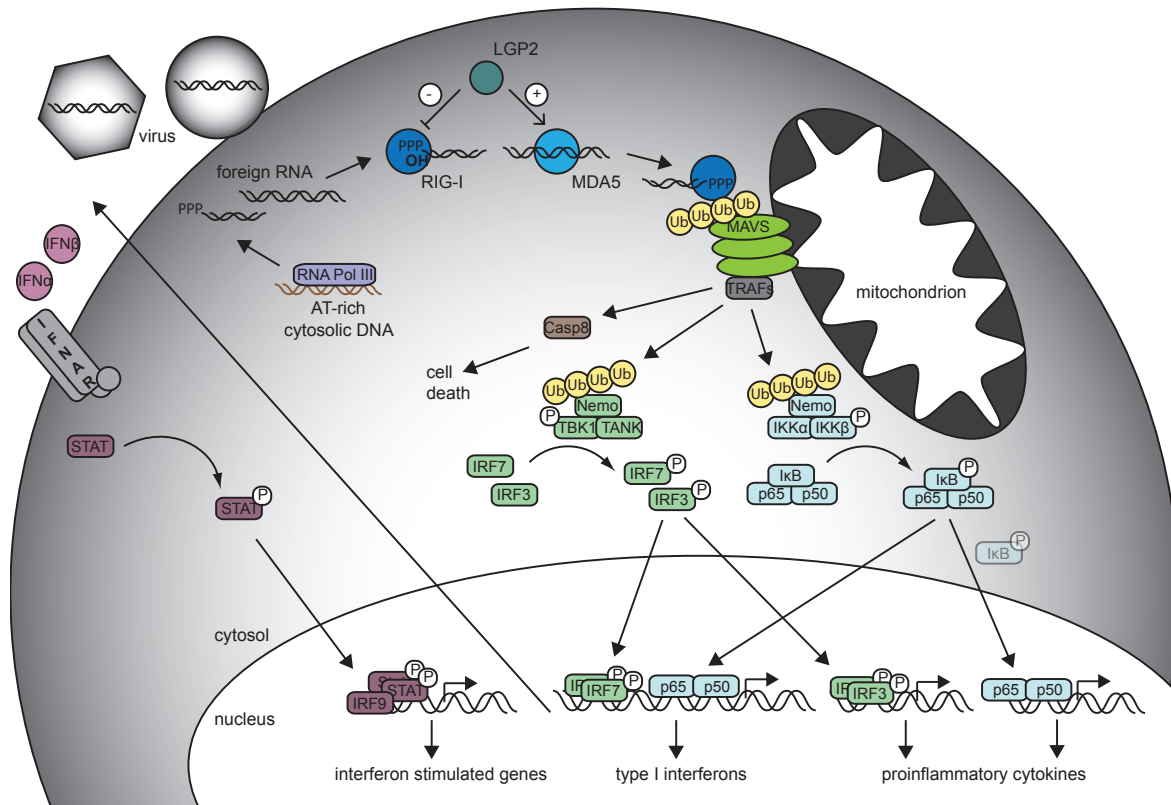 LGP2
-
+
virus
PPP
OH
RIG-I
MDA5
foreign RNA
PPP
PPP
Ub
Ub
Ub
Ub
MAVS
TRAFs
mitochondrion
IFNβ
IFNα
IFNAR
RNA Pol III
AT-rich
cytosolic DNA
Casp8
cell
death
Ub
Ub
Ub
Ub
Nemo
P
TBK1
TANK
Ub
Ub
Ub
Ub
Nemo
IKKα
IKKβ
P
STAT
STAT
P
IRF7
IRF3
IRF7
P
IRF3
P
IκB
p65
p50
IκB
P
p65
p50
IκB
P
cytosol
nucleus
STAT
P
P
IRF9
IRF7
P
P
p65
p50
IRF3
P
P
p65
p50
interferon stimulated genes
type I interferons
proinflammatory cytokines